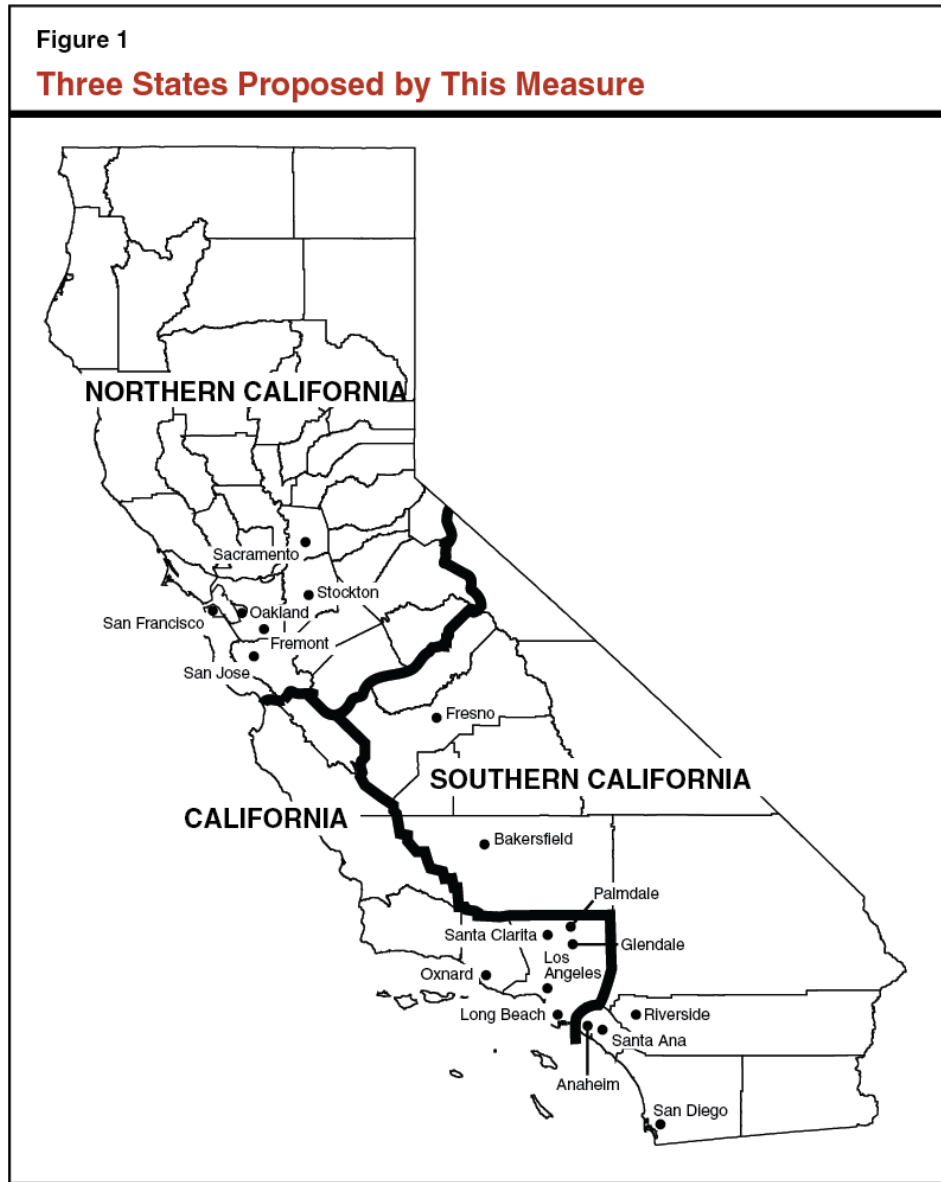 Figure 1
Three States Proposed by This Measure
NORTHERN CALIFORNIA
Sacramento
Stockton
San Francisco
Oakland
Fremont
San Jose
Fresno
SOUTHERN CALIFORNIA
CALIFORNIA
Bakersfield
Palmdale
Santa Clarita
Glendale
Los
Angeles
Oxnard
Long Beach
Riverside
Santa Ana
Anaheim
San Diego